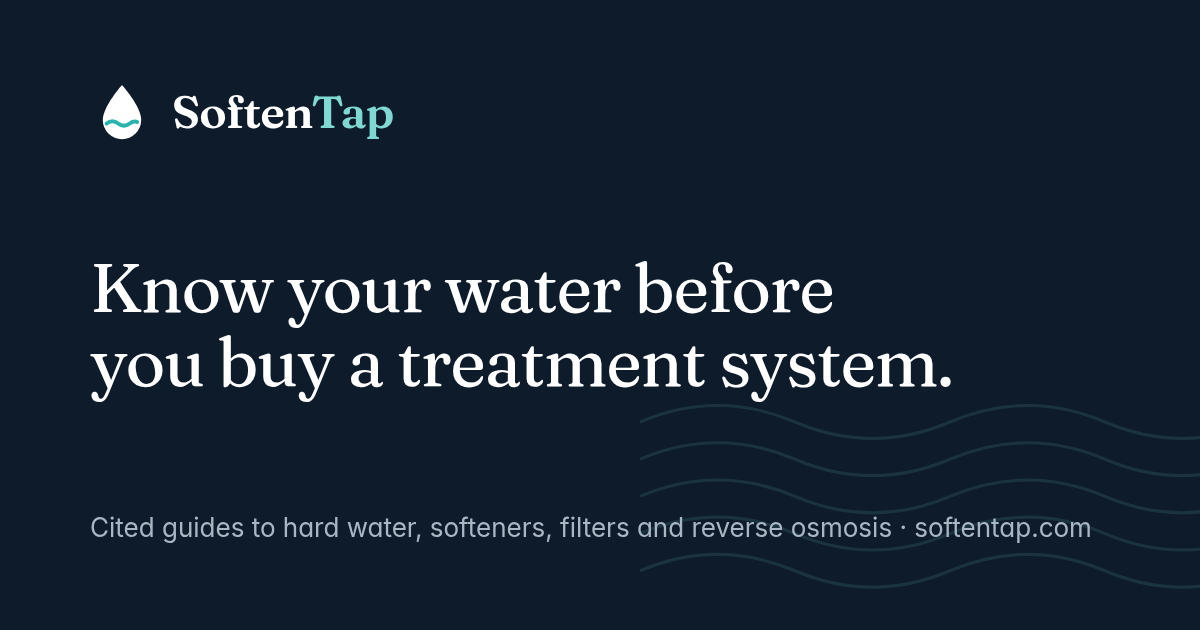 SoftenTap
Know your water before
you buy a treatment system.
Cited guides to hard water, softeners, filters and reverse osmosis · softentap.com